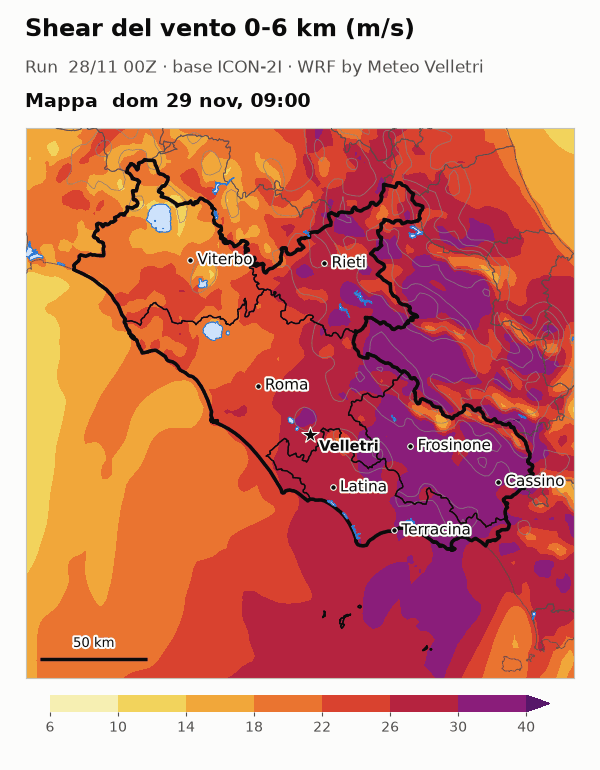 Shear del vento 0-6 km (m/s)
Run  28/11 00Z · base ICON-2I · WRF by Meteo Velletri
Mappa  dom 29 nov, 09:00
Viterbo
Rieti
Roma
Velletri
Frosinone
Cassino
Latina
Terracina
50 km
6 10 14 18 22 26 30 40